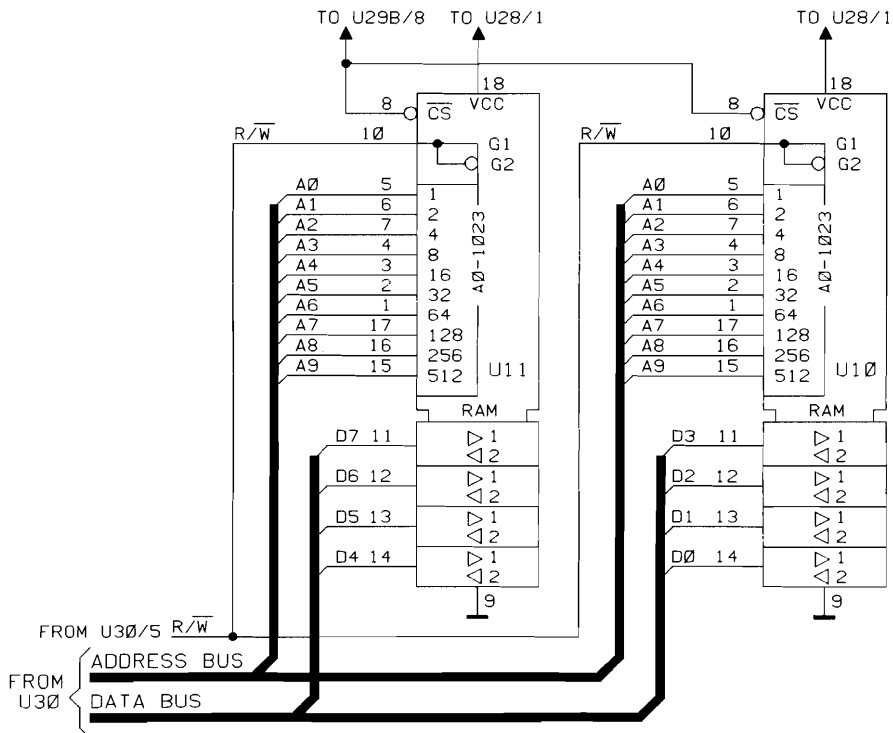 TO U29B/8 TO U28/1 TO U28/1
18 18
8 CS VCC 8 CS VCC
R/W 10 G1 R/W 10 G1
G2 G2
A0 5 1 A0 5 1
A1 6 2 A1 6 2
A2 7 4 A2 7 4
A3 4 8 A3 4 8
A4 3 16 A4 3 16
A5 2 32 A5 2 32
A6 1 64 A6 1 64
A7 17 128 A7 17 128
A8 16 256 A8 16 256
A9 15 512 A9 15 512
A0-1023 A0-1023
U11 U10
RAM RAM
D7 11 1 D3 11 1
2 2
D6 12 1 D2 12 1
2 2
D5 13 1 D1 13 1
2 2
D4 14 1 D0 14 1
2 2
9 9
FROM U30/5 R/W
ADDRESS BUS
FROM
U30
DATA BUS